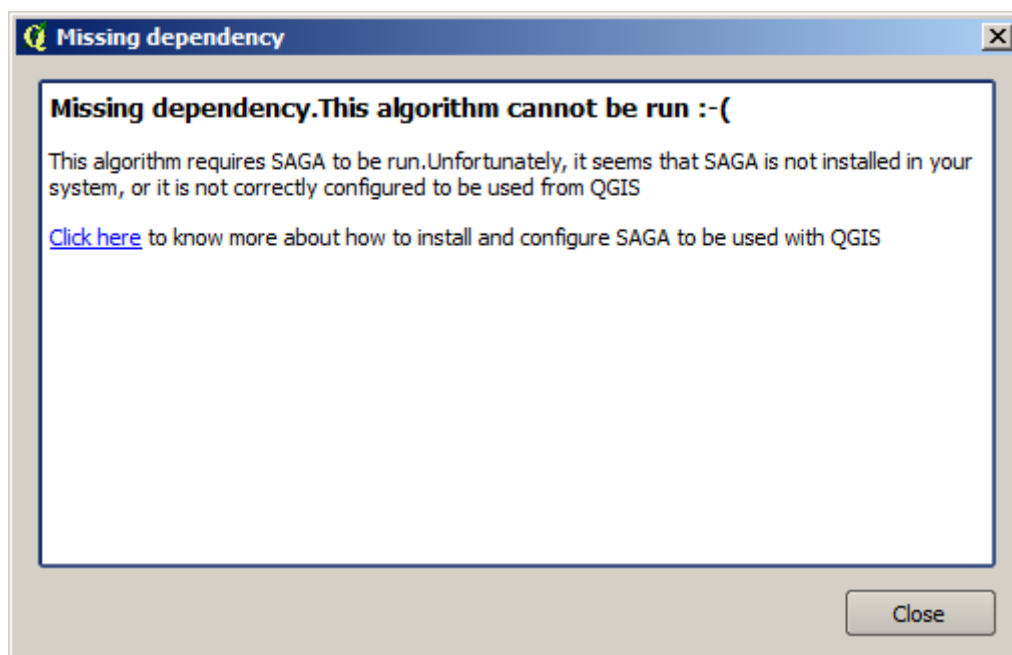 Missing dependency
Missing dependency.This algorithm cannot be run :-(
This algorithm requires SAGA to be run.Unfortunately, it seems that SAGA is not installed in your
system, or it is not correctly configured to be used from QGIS
Click here to know more about how to install and configure SAGA to be used with QGIS
Close